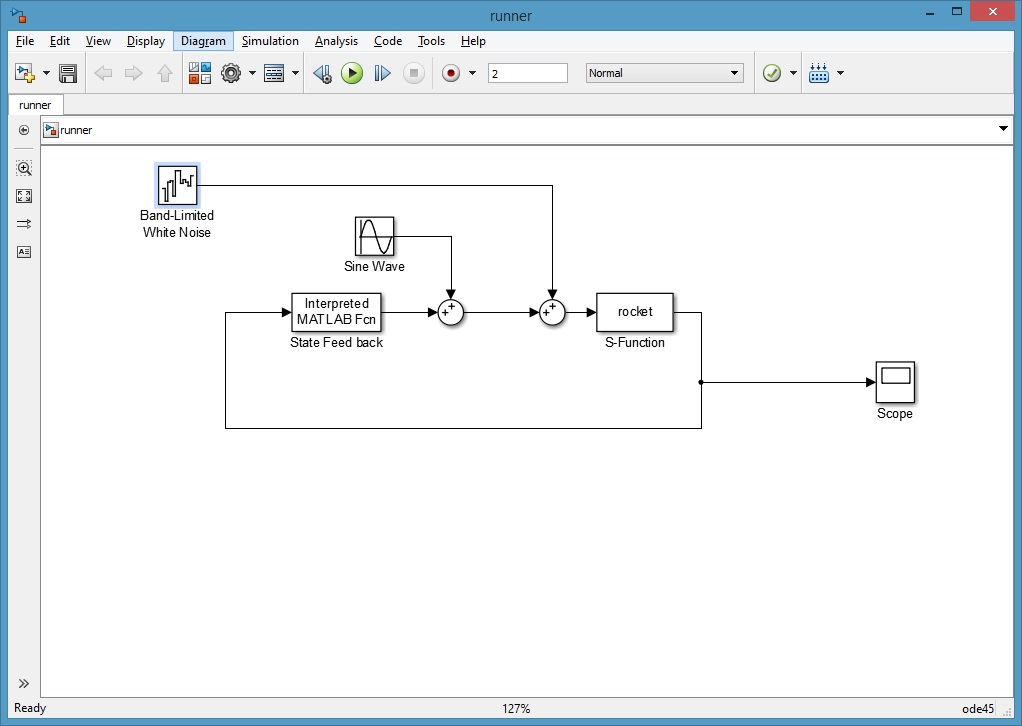 runner
File Edit View Display Diagram Simulation Analysis Code Tools Help
2 Normal
runner
runner
Band-Limited
White Noise
Sine Wave
Interpreted
MATLAB Fcn
State Feed back
+
+
+
+
rocket
S-Function
Scope
Ready 127% ode45